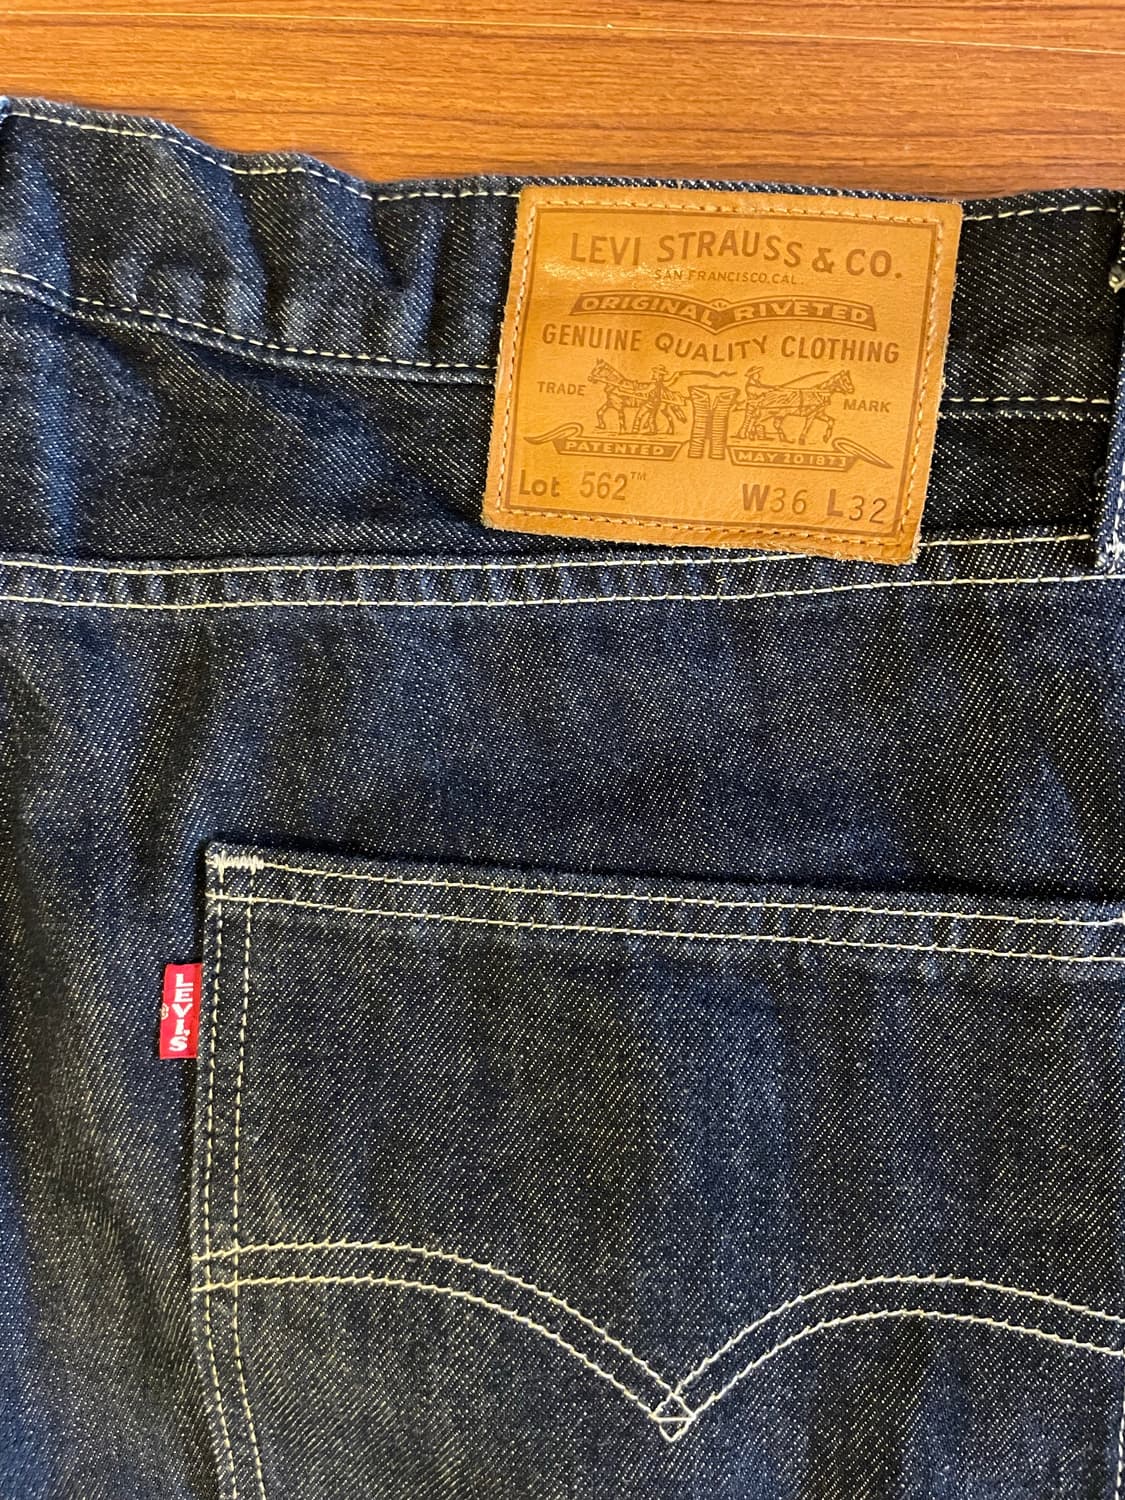 LEVI STRAUSS & CO.
SAN FRANCISCO, CAL.
ORIGINAL RIVETED
GENUINE QUALITY CLOTHING
TRADE MARK
PATENTED MAY 20 1873
Lot 562™ W36 L32
LEVI'S
®